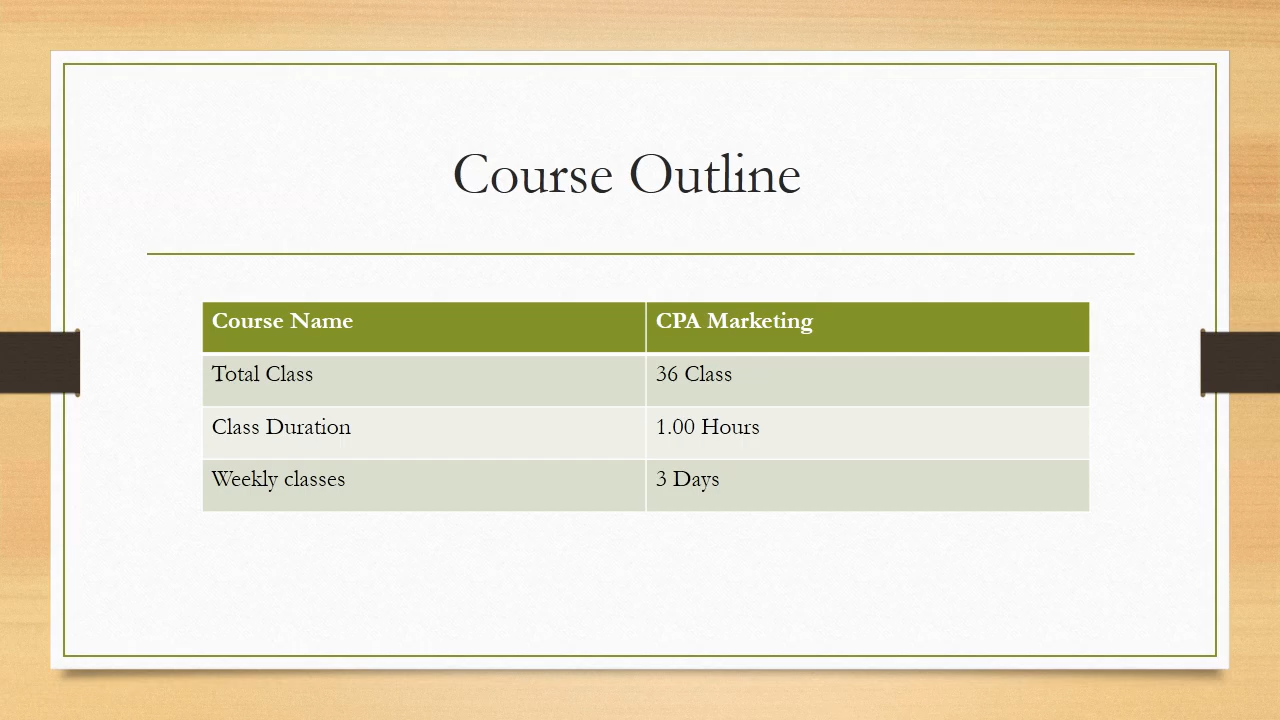 Course Outline
Course Name CPA Marketing
Total Class 36 Class
Class Duration 1.00 Hours
Weekly classes 3 Days